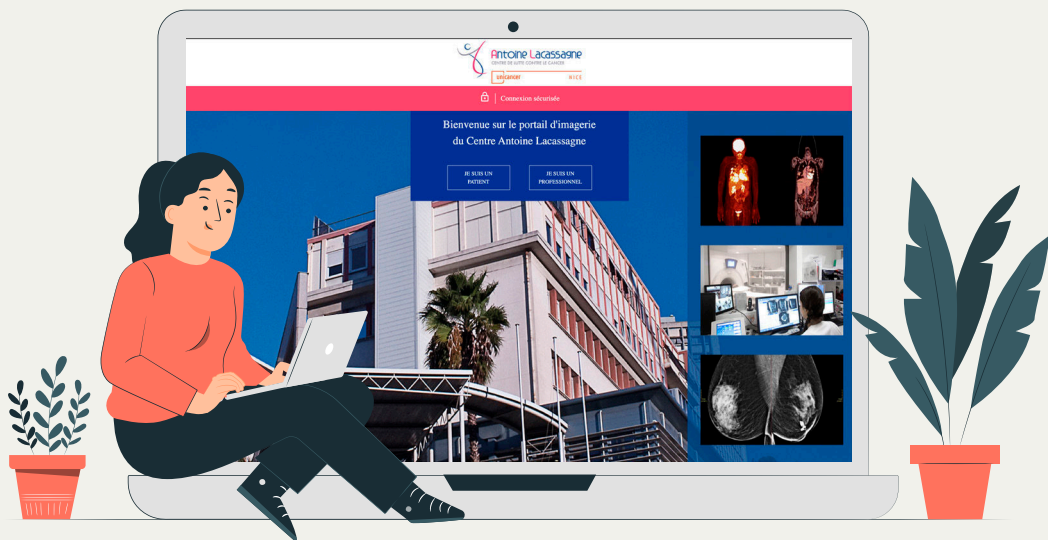 Antoine Lacassagne
CENTRE DE LUTTE CONTRE LE CANCER
unicancer NICE
Connexion sécurisée
Bienvenue sur le portail d'imagerie
du Centre Antoine Lacassagne
JE SUIS UN
PATIENT
JE SUIS UN
PROFESSIONNEL